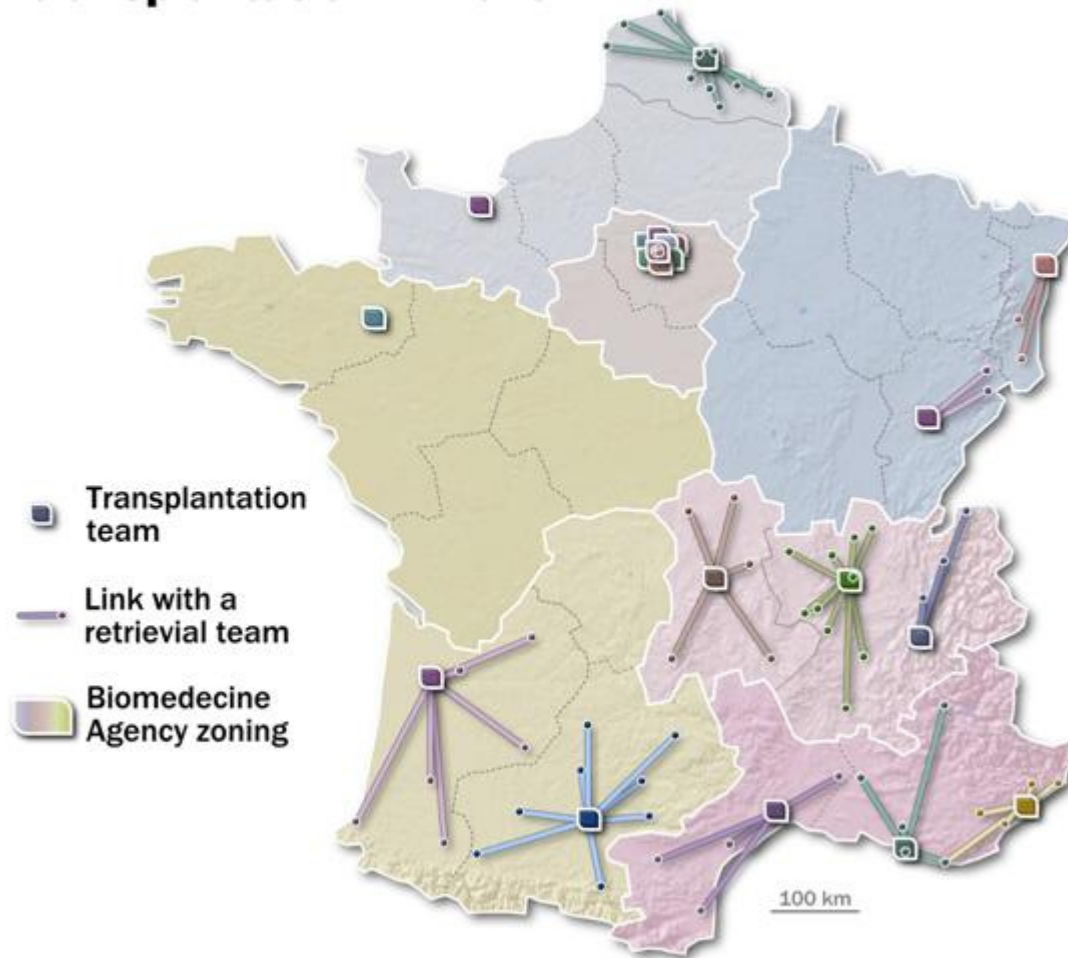 Transplantation
team
Link with a
retrievial team
Biomedecine
Agency zoning
100 km